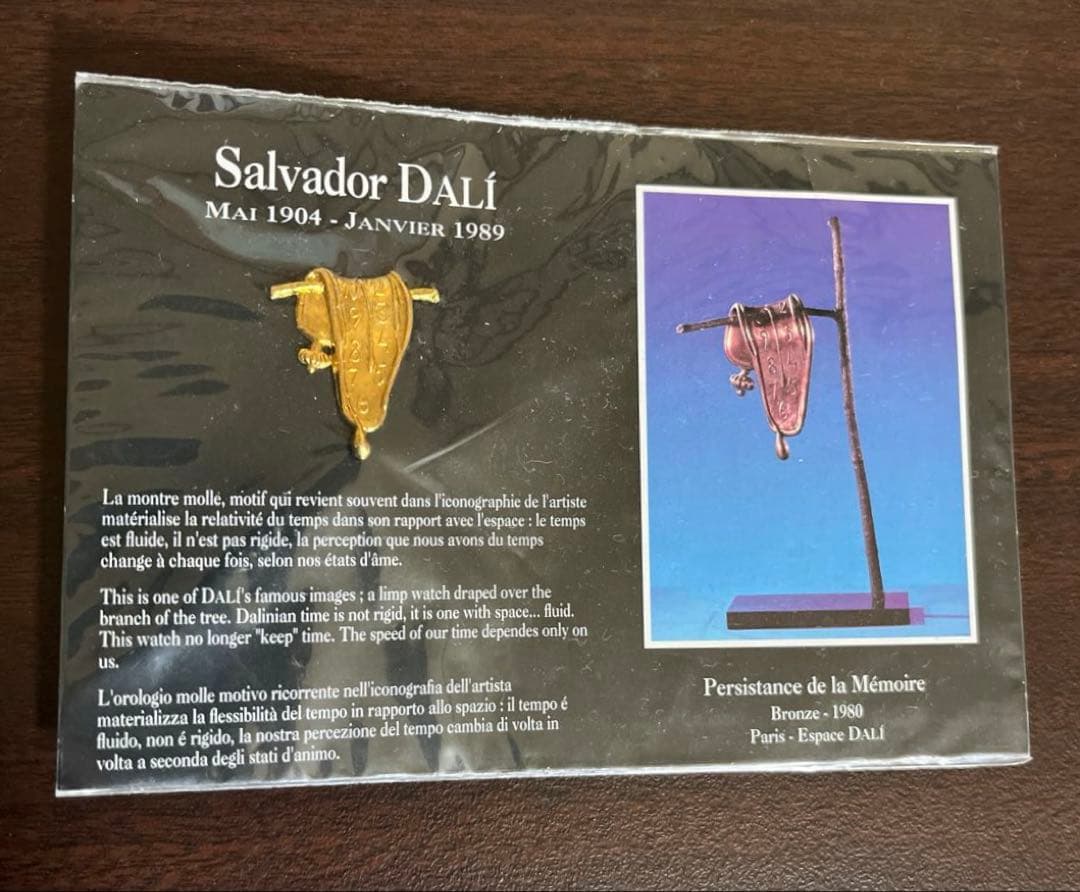 Salvador DALÍ
MAI 1904 - JANVIER 1989
La montre molle, motif qui revient souvent dans l'iconographie de l'artiste
matérialise la relativité du temps dans son rapport avec l'espace : le temps
est fluide, il n'est pas rigide, la perception que nous avons du temps
change à chaque fois, selon nos états d'âme.
This is one of DALÍ's famous images ; a limp watch draped over the
branch of the tree. Dalinian time is not rigid, it is one with space... fluid.
This watch no longer "keep" time. The speed of our time dependes only on
us.
L'orologio molle motivo ricorrente nell'iconografia dell'artista
materializza la flessibilità del tempo in rapporto allo spazio : il tempo é
fluido, non é rigido, la nostra percezione del tempo cambia di volta in
volta a seconda degli stati d'animo.
Persistance de la Mémoire
Bronze - 1980
Paris - Espace DALÍ